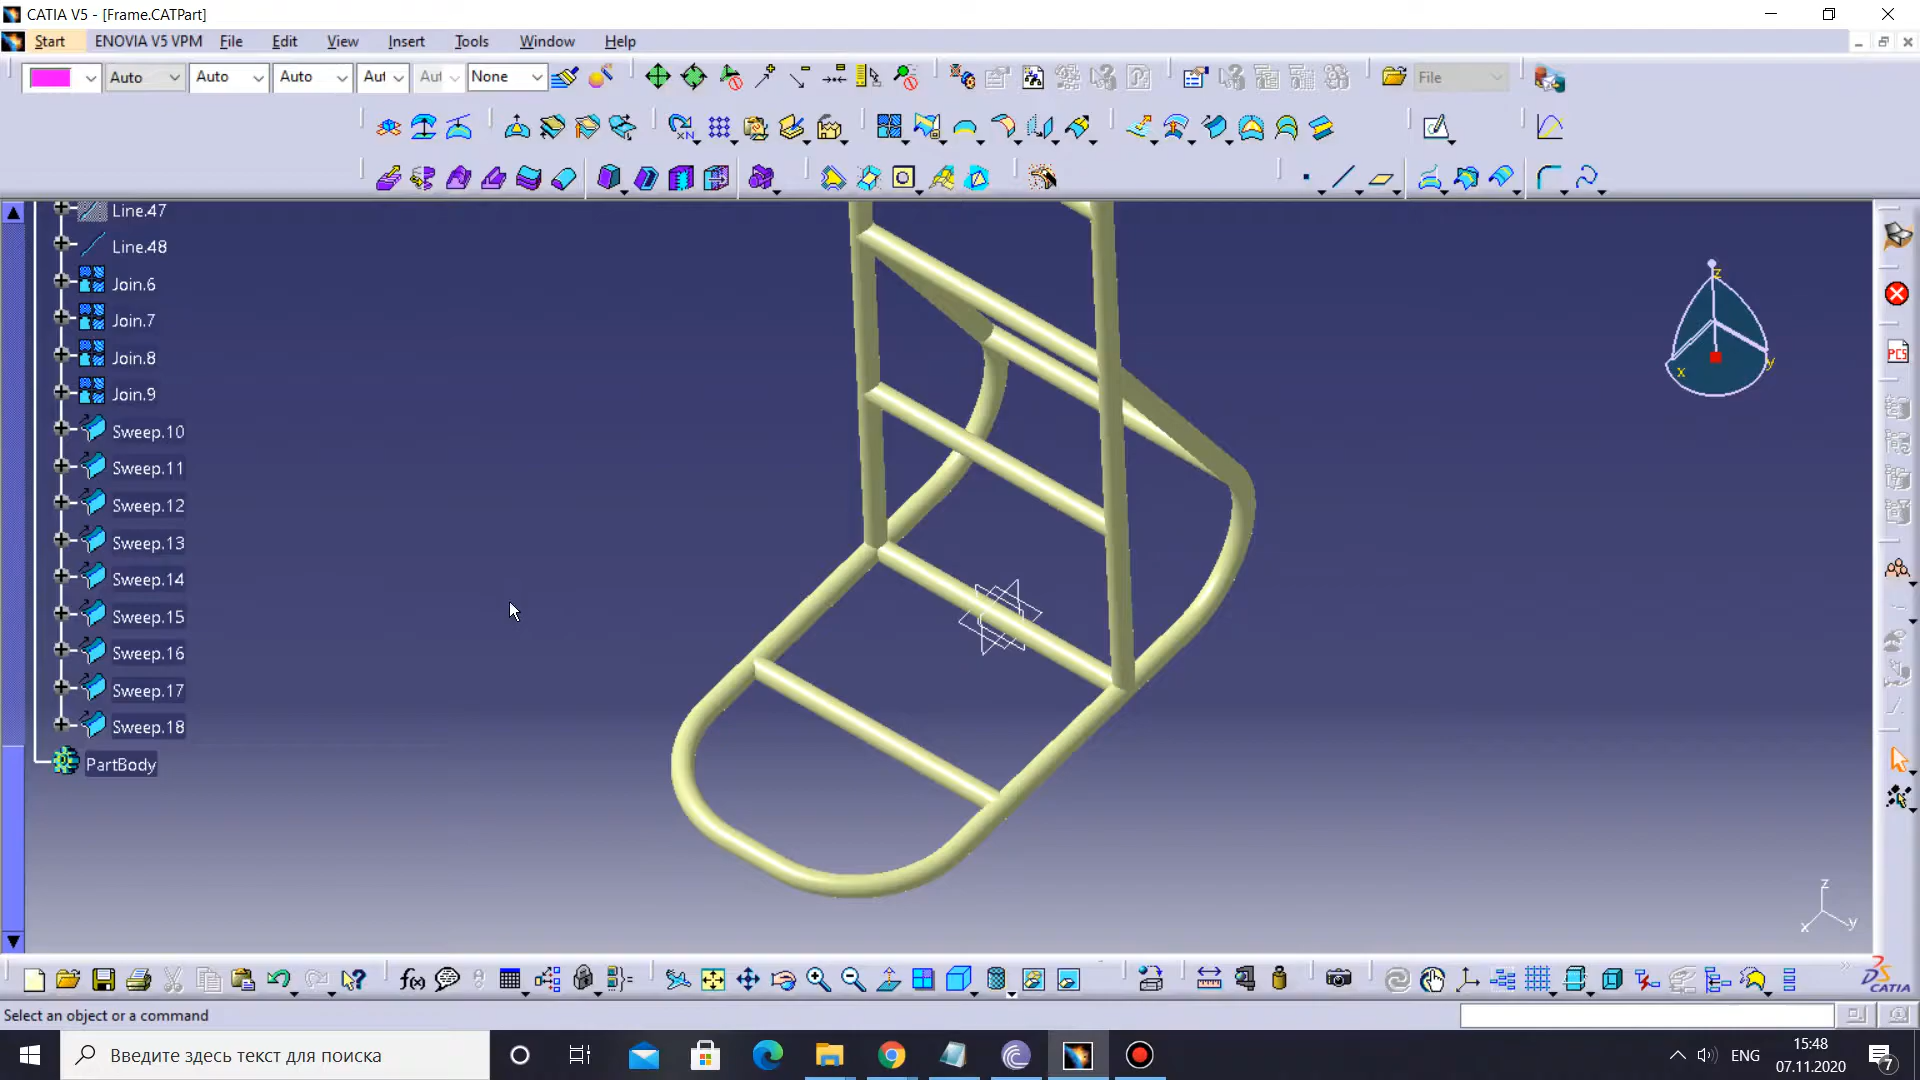 CATIA V5 - [Frame.CATPart]
Start ENOVIA V5 VPM File Edit View Insert Tools Window Help
Auto Auto Auto Aut Aut None File
PCS
Line.47
Line.48
Join.6
Join.7
Join.8
Join.9
Sweep.10
Sweep.11
Sweep.12
Sweep.13
Sweep.14
Sweep.15
Sweep.16
Sweep.17
Sweep.18
PartBody
z
x
y
z
x
y
f(x)
CATIA
Select an object or a command
Введите здесь текст для поиска
ENG
15:48
07.11.2020
7